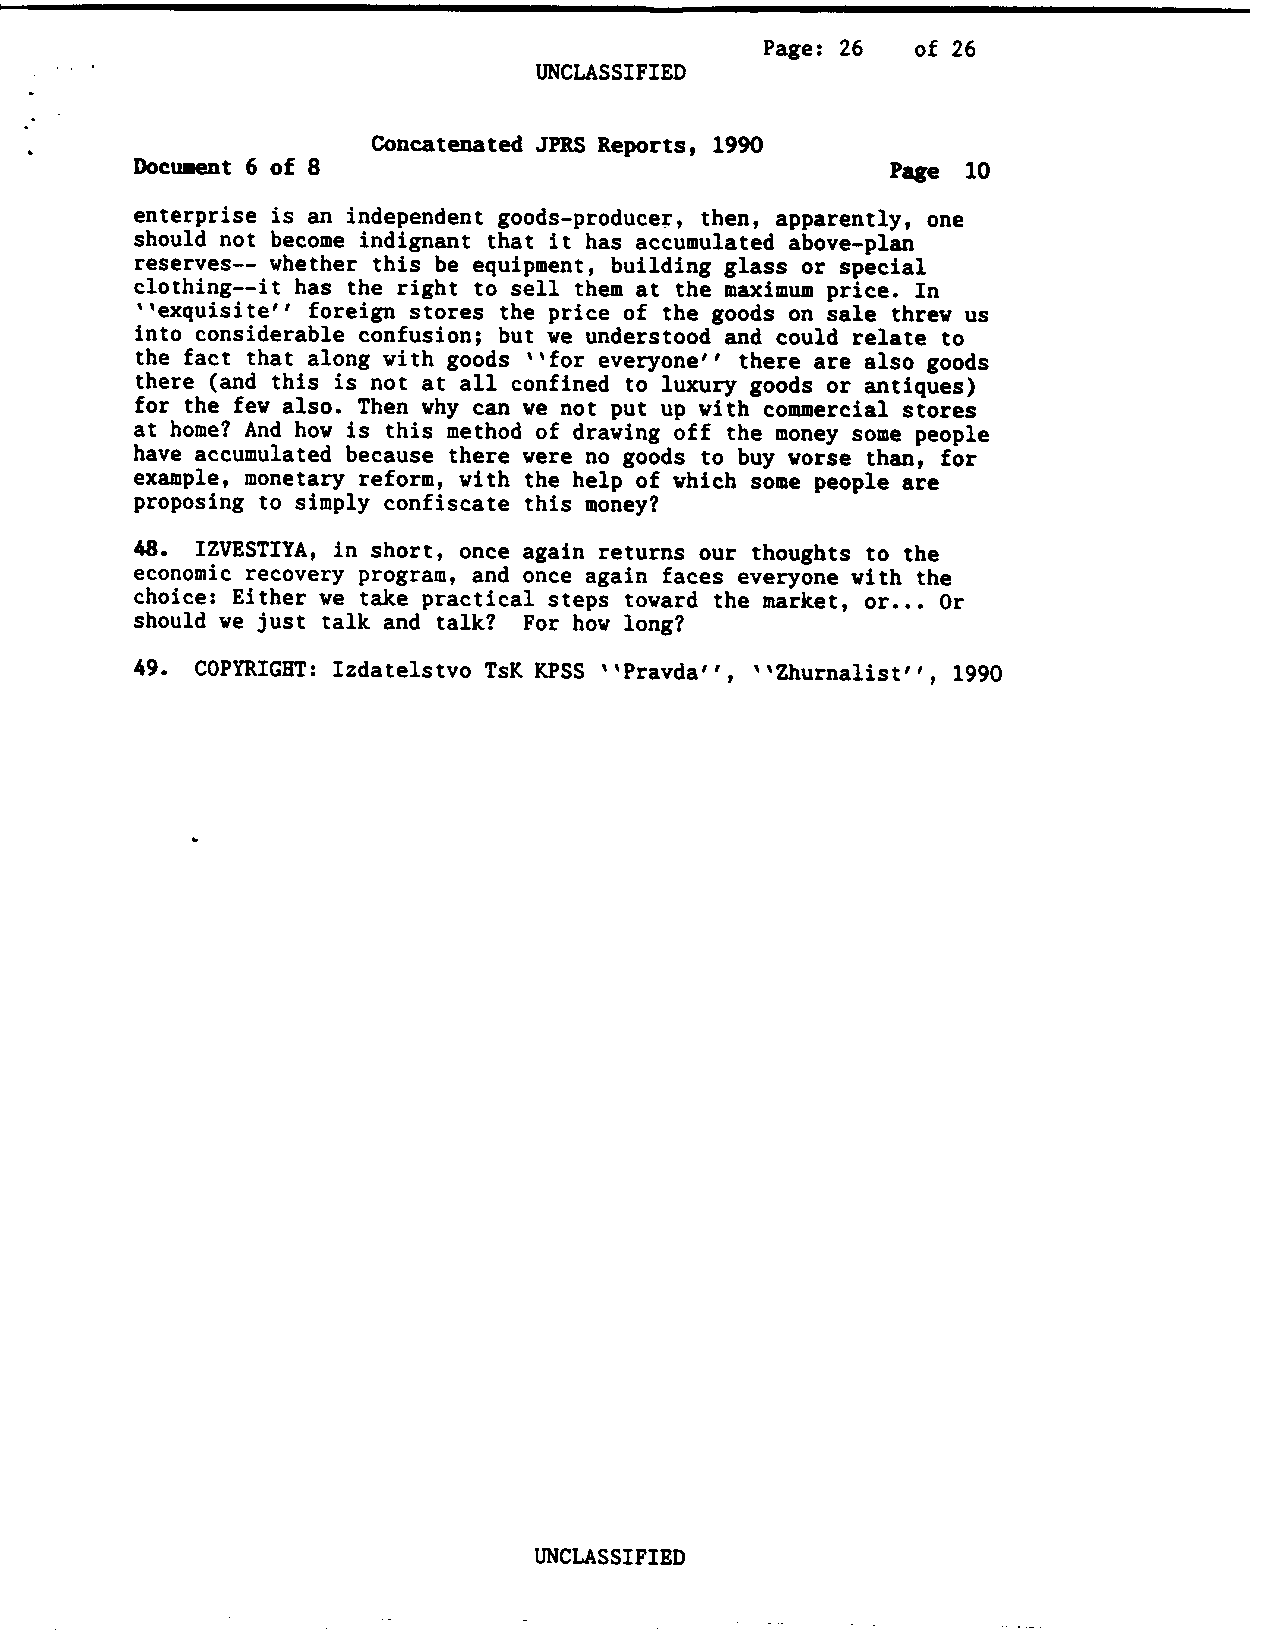 Page: 26 of 26
UNCLASSIFIED
Concatenated JPRS Reports, 1990
Document 6 of 8 Page 10
enterprise is an independent goods-producer, then, apparently, one
should not become indignant that it has accumulated above-plan
reserves-- whether this be equipment, building glass or special
clothing--it has the right to sell them at the maximum price. In
''exquisite'' foreign stores the price of the goods on sale threw us
into considerable confusion; but we understood and could relate to
the fact that along with goods ''for everyone'' there are also goods
there (and this is not at all confined to luxury goods or antiques)
for the few also. Then why can we not put up with commercial stores
at home? And how is this method of drawing off the money some people
have accumulated because there were no goods to buy worse than, for
example, monetary reform, with the help of which some people are
proposing to simply confiscate this money?
48. IZVESTIYA, in short, once again returns our thoughts to the
economic recovery program, and once again faces everyone with the
choice: Either we take practical steps toward the market, or... Or
should we just talk and talk? For how long?
49. COPYRIGHT: Izdatelstvo TsK KPSS ''Pravda'', ''Zhurnalist'', 1990
UNCLASSIFIED